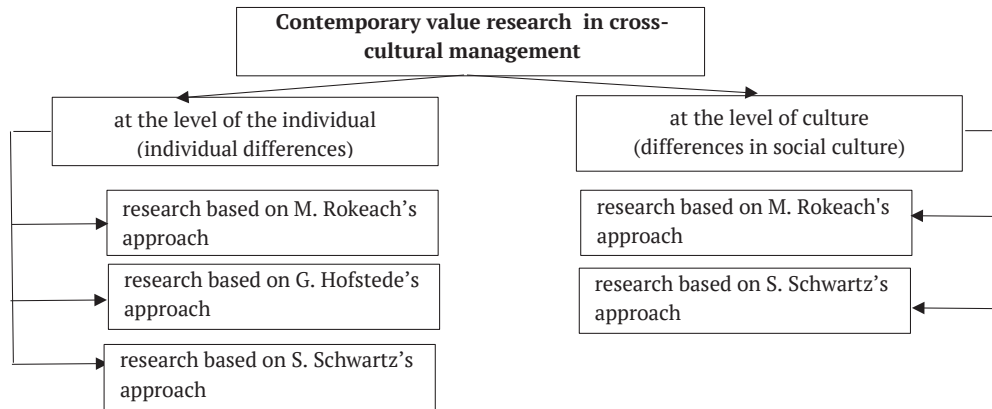 Contemporary value research in cross-
cultural management
at the level of the individual
(individual differences)
at the level of culture
(differences in social culture)
research based on M. Rokeach’s
approach
research based on G. Hofstede’s
approach
research based on S. Schwartz’s
approach
research based on M. Rokeach's
approach
research based on S. Schwartz’s
approach